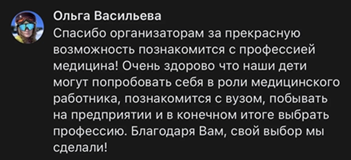 Ольга Васильева
Спасибо организаторам за прекрасную
возможность познакомится с профессией
медицина! Очень здорово что наши дети
могут попробовать себя в роли медицинского
работника, познакомится с вузом, побывать
на предприятии и в конечном итоге выбрать
профессию. Благодаря Вам, свой выбор мы
сделали!